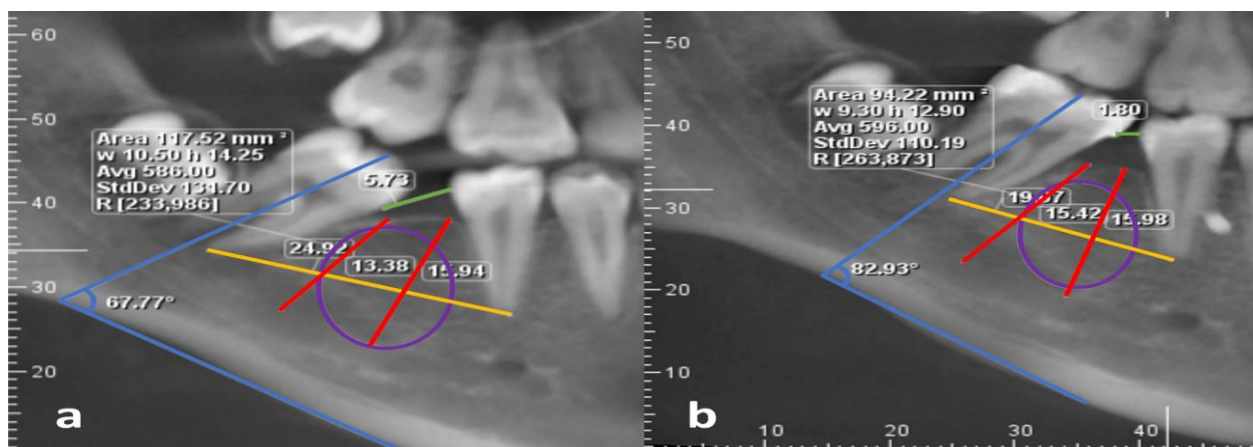 60
50
40
30
20
Area 117.52 mm ²
w 10.50 h 14.25
Avg 586.00
StdDev 131.70
R [233,986]
5.73
24.92
13.38
15.94
67.77°
a
50
40
30
20
10
Area 94.22 mm ²
w 9.30 h 12.90
Avg 596.00
StdDev 110.19
R [263,873]
1.80
15.42
15.98
82.93°
b
10
20
30
40